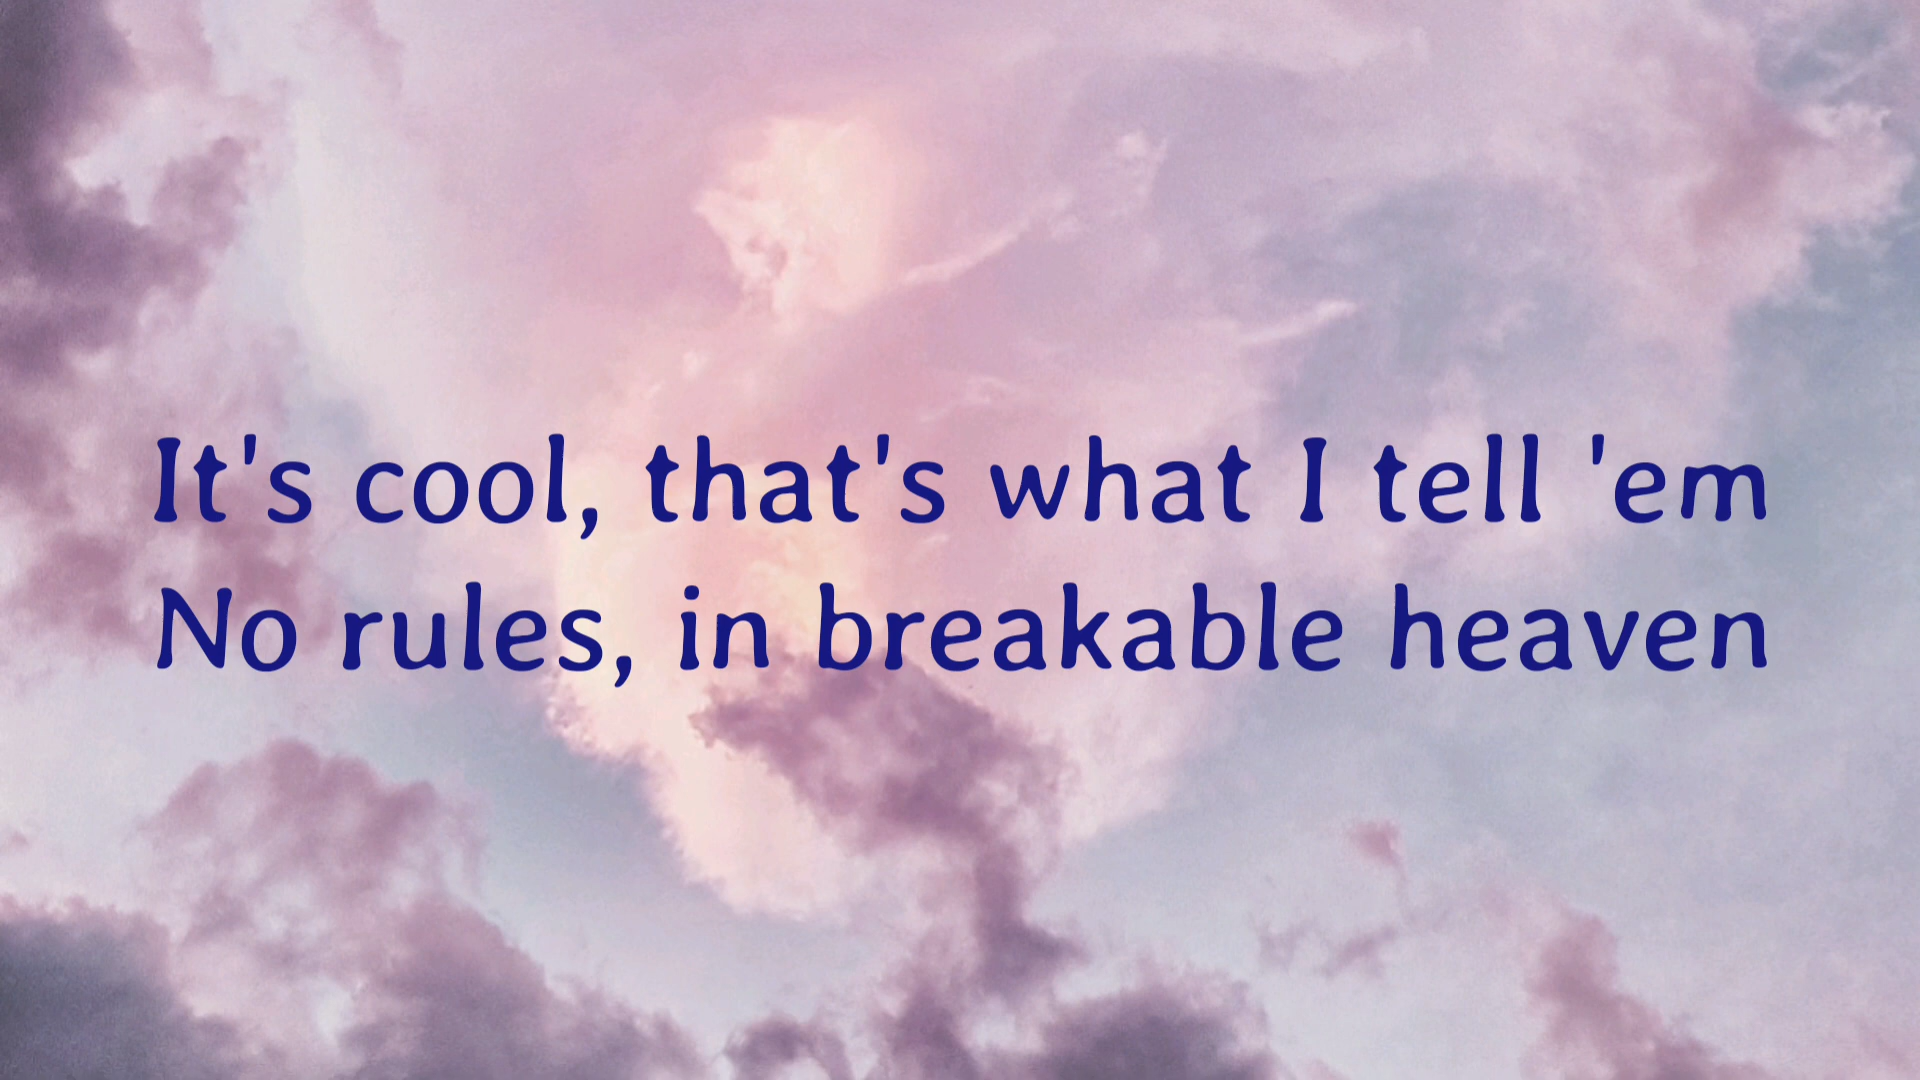 It's cool, that's what I tell 'em
No rules, in breakable heaven